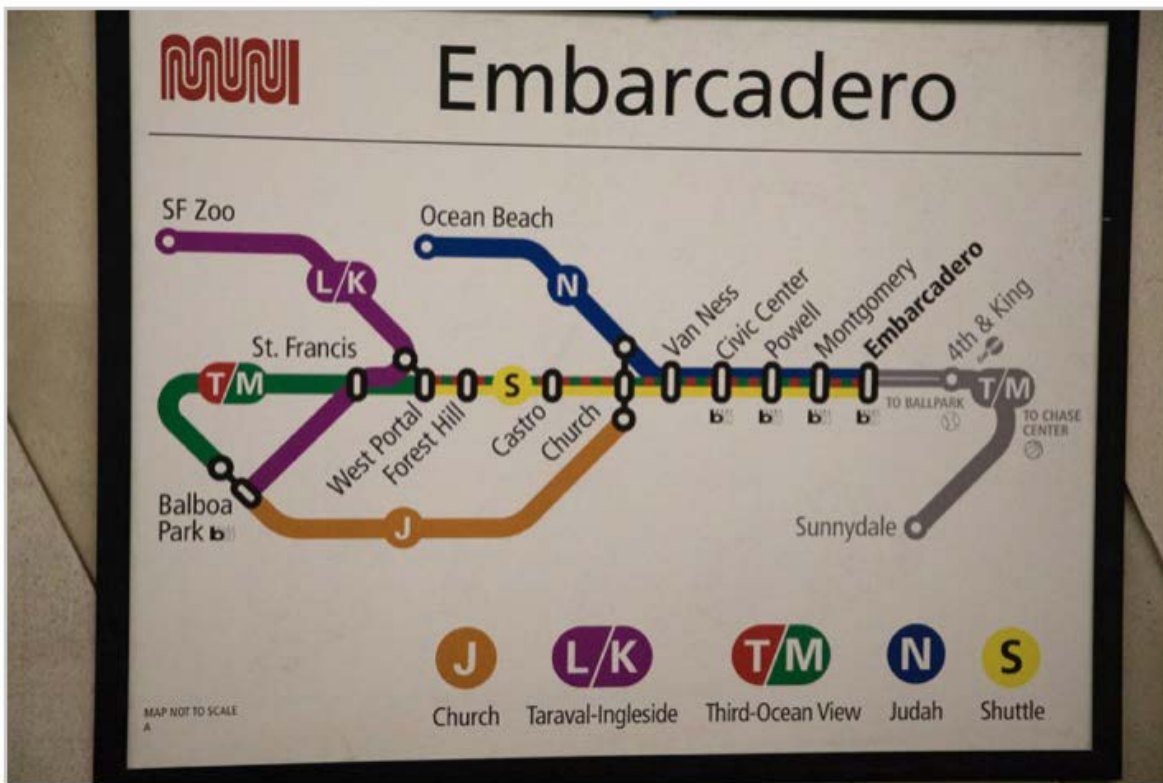 MUNI
Embarcadero
SF Zoo
Ocean Beach
L/K
N
St. Francis
T/M
West Portal
Forest Hill
S
Castro
Church
Van Ness
Civic Center
Powell
Montgomery
Embarcadero
4th & King
T/M
TO BALLPARK
TO CHASE
CENTER
Balboa
Park
J
Sunnydale
J
L/K
T/M
N
S
Church
Taraval-Ingleside
Third-Ocean View
Judah
Shuttle
MAP NOT TO SCALE
A